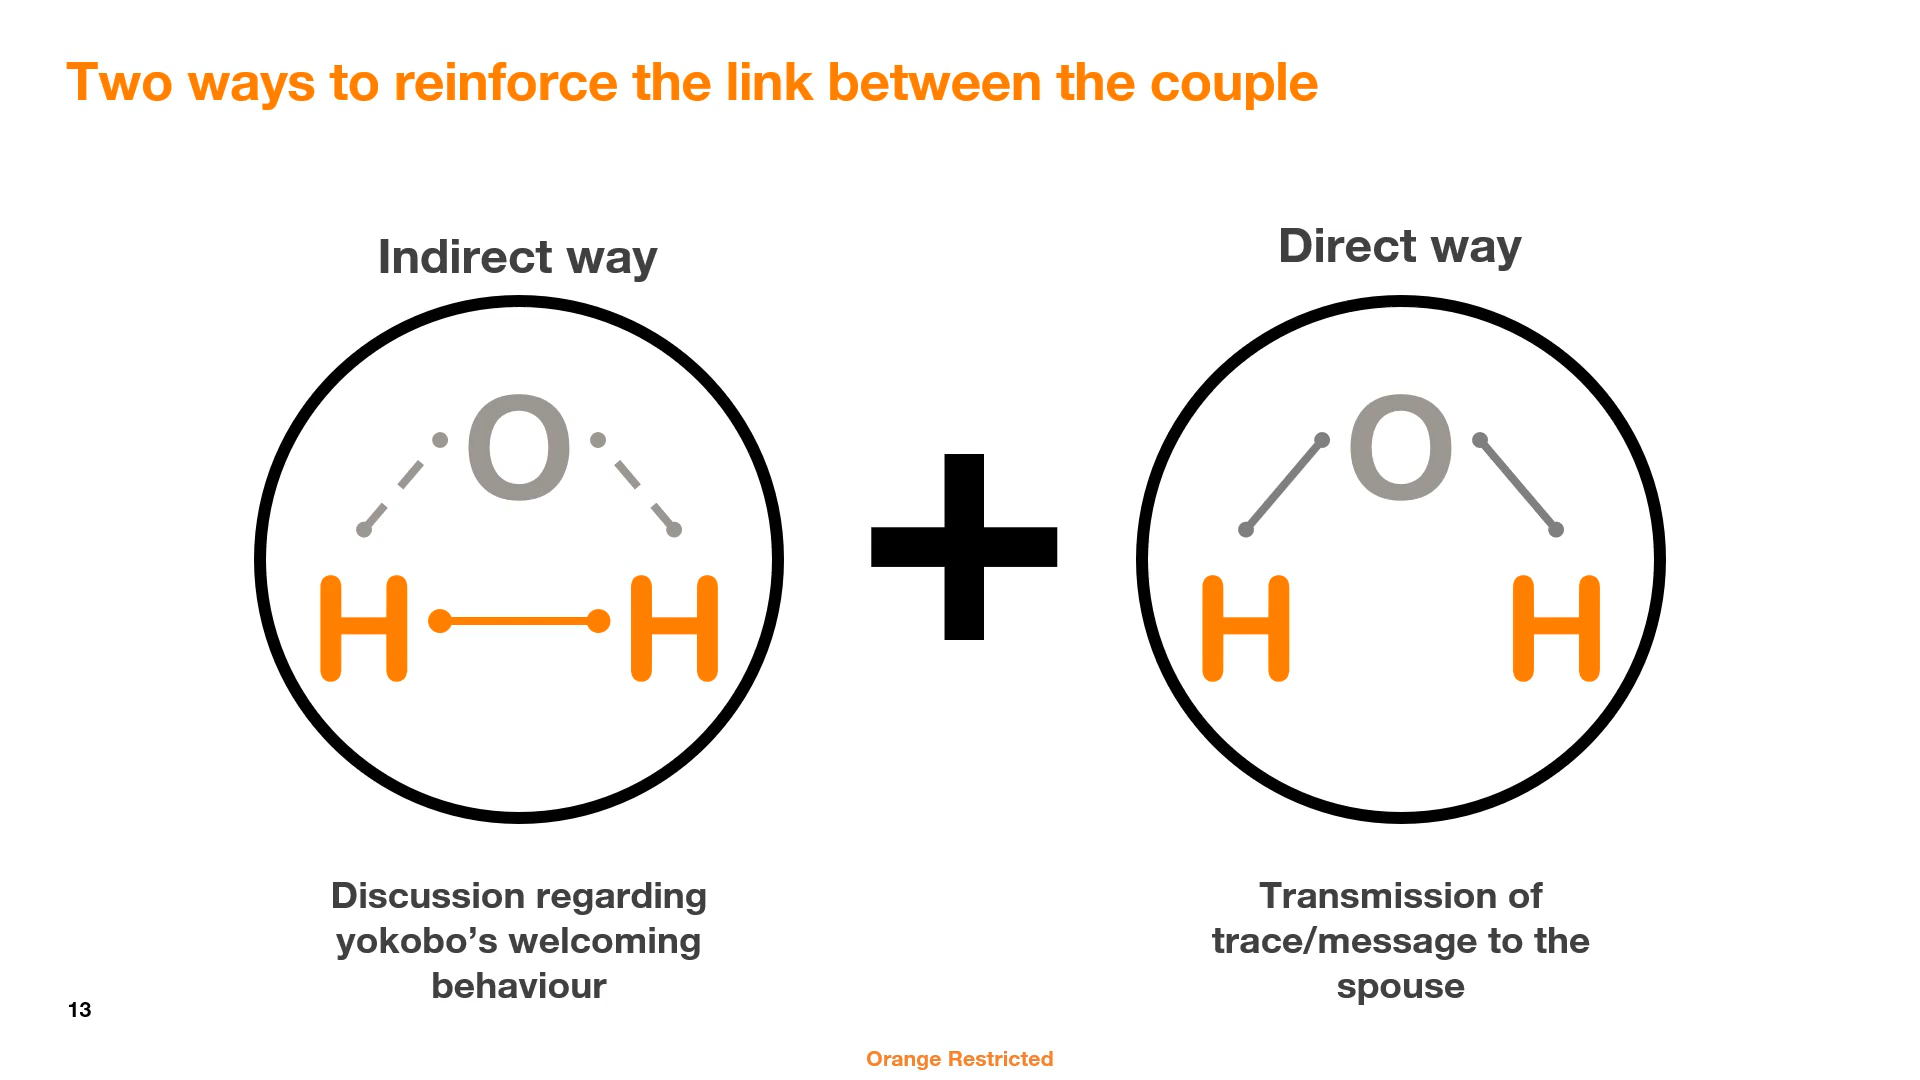 Two ways to reinforce the link between the couple
Indirect way
O
H H
Discussion regarding
yokobo’s welcoming
behaviour
+
Direct way
O
H H
Transmission of
trace/message to the
spouse
13
Orange Restricted